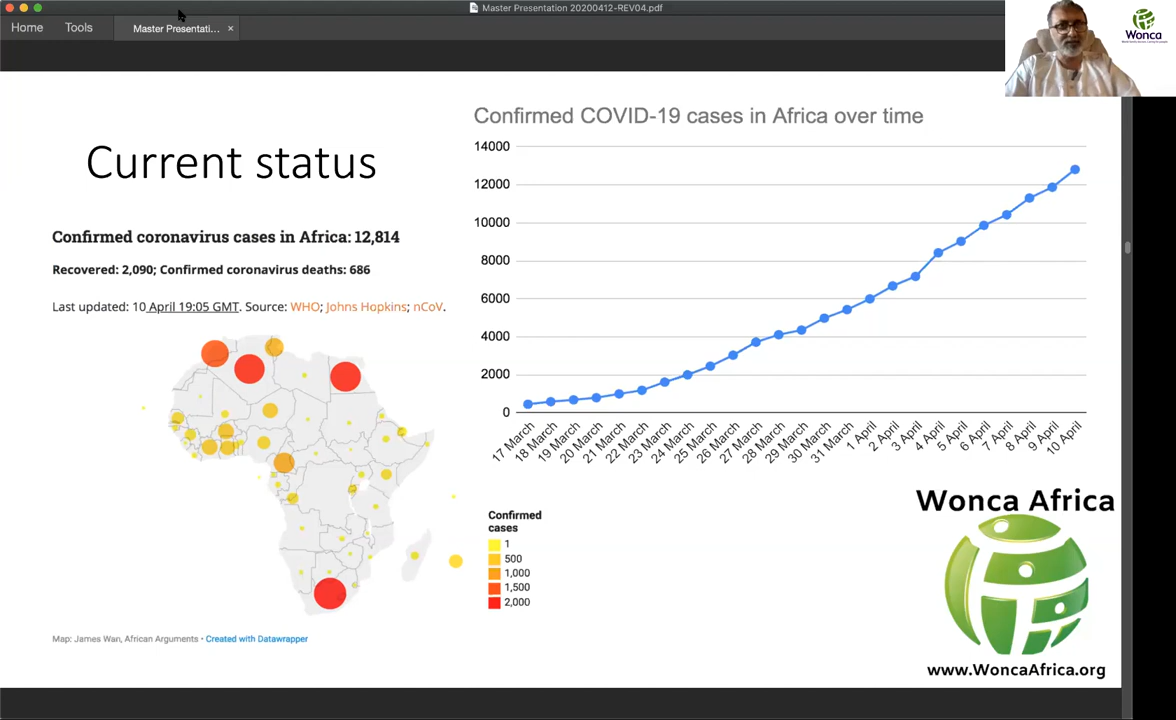 Master Presentation 20200412-REV04.pdf
Home
Tools
Master Presentati...
×
Wonca
Current status
Confirmed coronavirus cases in Africa: 12,814
Recovered: 2,090; Confirmed coronavirus deaths: 686
Last updated: 10 April 19:05 GMT. Source: WHO; Johns Hopkins; nCoV.
Confirmed COVID-19 cases in Africa over time
14000
12000
10000
8000
6000
4000
2000
0
17 March
18 March
19 March
20 March
21 March
22 March
23 March
24 March
25 March
26 March
27 March
28 March
29 March
30 March
31 March
1 April
2 April
3 April
4 April
5 April
6 April
7 April
8 April
9 April
10 April
Confirmed
cases
1
500
1,000
1,500
2,000
Map: James Wan, African Arguments • Created with Datawrapper
Wonca Africa
www.WoncaAfrica.org